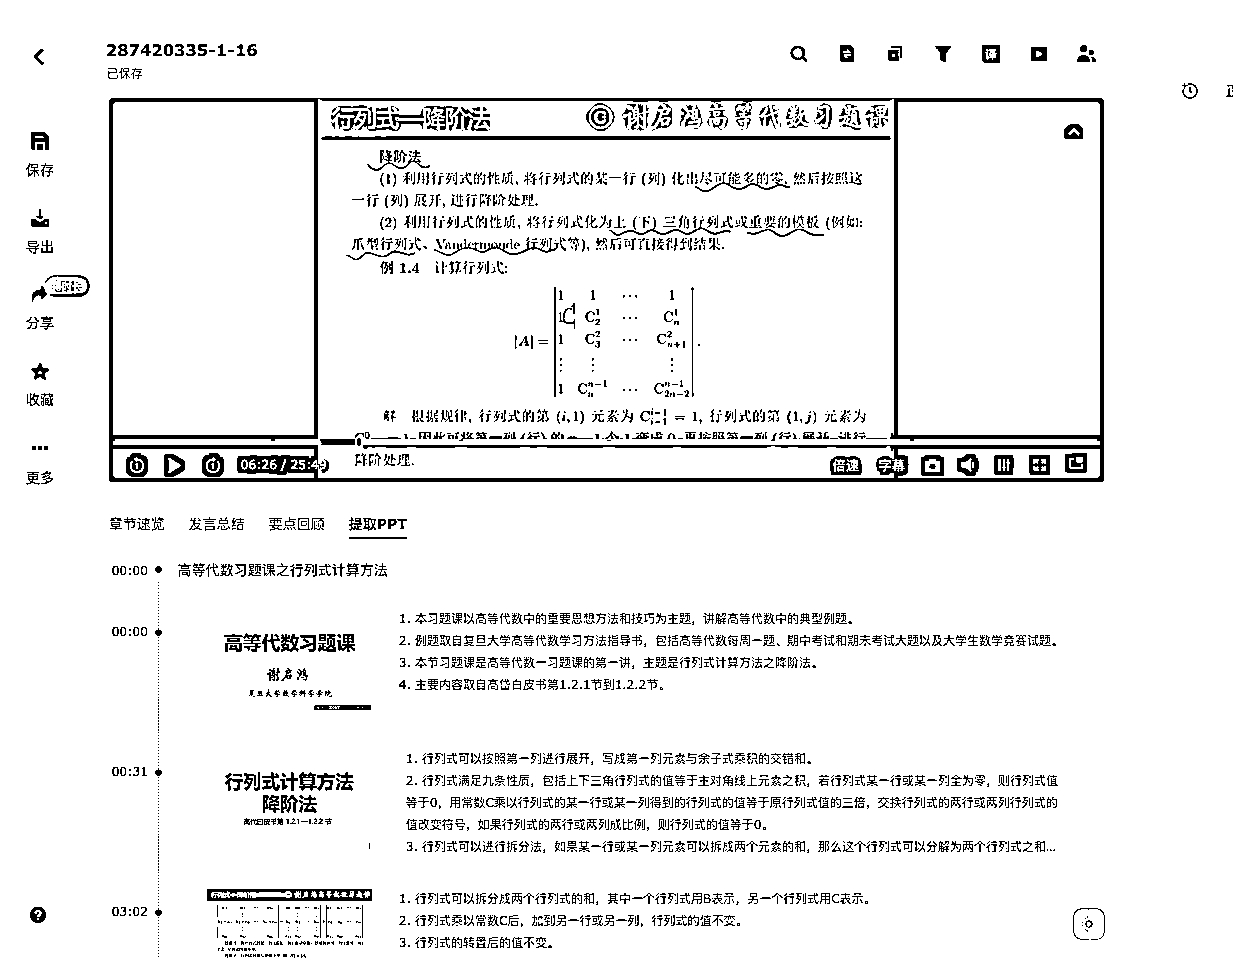 287420335-1-16
已保存
保存
导出
分享
收藏
更多
行列式—降阶法
© 谢启鸿高等代数习题课
降阶法
(1) 利用行列式的性质, 将行列式的某一行 (列) 化出尽可能多的零, 然后按照这
一行 (列) 展开, 进行降阶处理.
(2) 利用行列式的性质, 将行列式化为上 (下) 三角行列式或重要的模板 (例如:
爪型行列式、Vandermonde 行列式等), 然后可直接得到结果.
例 1.4 计算行列式:
1 1 ⋯ 1
1 C₂¹ ⋯ Cₙ¹
|A| = 1 C₃² ⋯ Cₙ₊₁² .
⋮ ⋮ ⋮
1 Cₙⁿ⁻¹ ⋯ C₂ₙ₋₂ⁿ⁻¹
解 根据规律, 行列式的第 (i,1) 元素为 Cᵢ₋₁ⁱ⁻¹ = 1, 行列式的第 (1,j) 元素为
降阶处理.
06:26 / 25:49
倍速
字幕
章节速览 发言总结 要点回顾 提取PPT
00:00 高等代数习题课之行列式计算方法
00:00
高等代数习题课
谢启鸿
复旦大学数学科学学院
1. 本习题课以高等代数中的重要思想方法和技巧为主题，讲解高等代数中的典型例题。
2. 例题取自复旦大学高等代数学习方法指导书，包括高等代数每周一题、期中考试和期末考试大题以及大学生数学竞赛试题。
3. 本节习题课是高等代数一习题课的第一讲，主题是行列式计算方法之降阶法。
4. 主要内容取自高代白皮书第1.2.1节到1.2.2节。
00:31
行列式计算方法
降阶法
高代白皮书第 1.2.1—1.2.2 节
1. 行列式可以按照第一列进行展开，写成第一列元素与余子式乘积的交错和。
2. 行列式满足九条性质，包括上下三角行列式的值等于主对角线上元素之积，若行列式某一行或某一列全为零，则行列式值
等于0，用常数C乘以行列式的某一行或某一列得到的行列式的值等于原行列式值的三倍，交换行列式的两行或两列行列式的
值改变符号，如果行列式的两行或两列成比例，则行列式的值等于0。
3. 行列式可以进行拆分法，如果某一行或某一列元素可以拆成两个元素的和，那么这个行列式可以分解为两个行列式之和...
03:02
1. 行列式可以拆分成两个行列式的和，其中一个行列式用B表示，另一个行列式用C表示。
2. 行列式乘以常数C后，加到另一行或另一列，行列式的值不变。
3. 行列式的转置后的值不变。